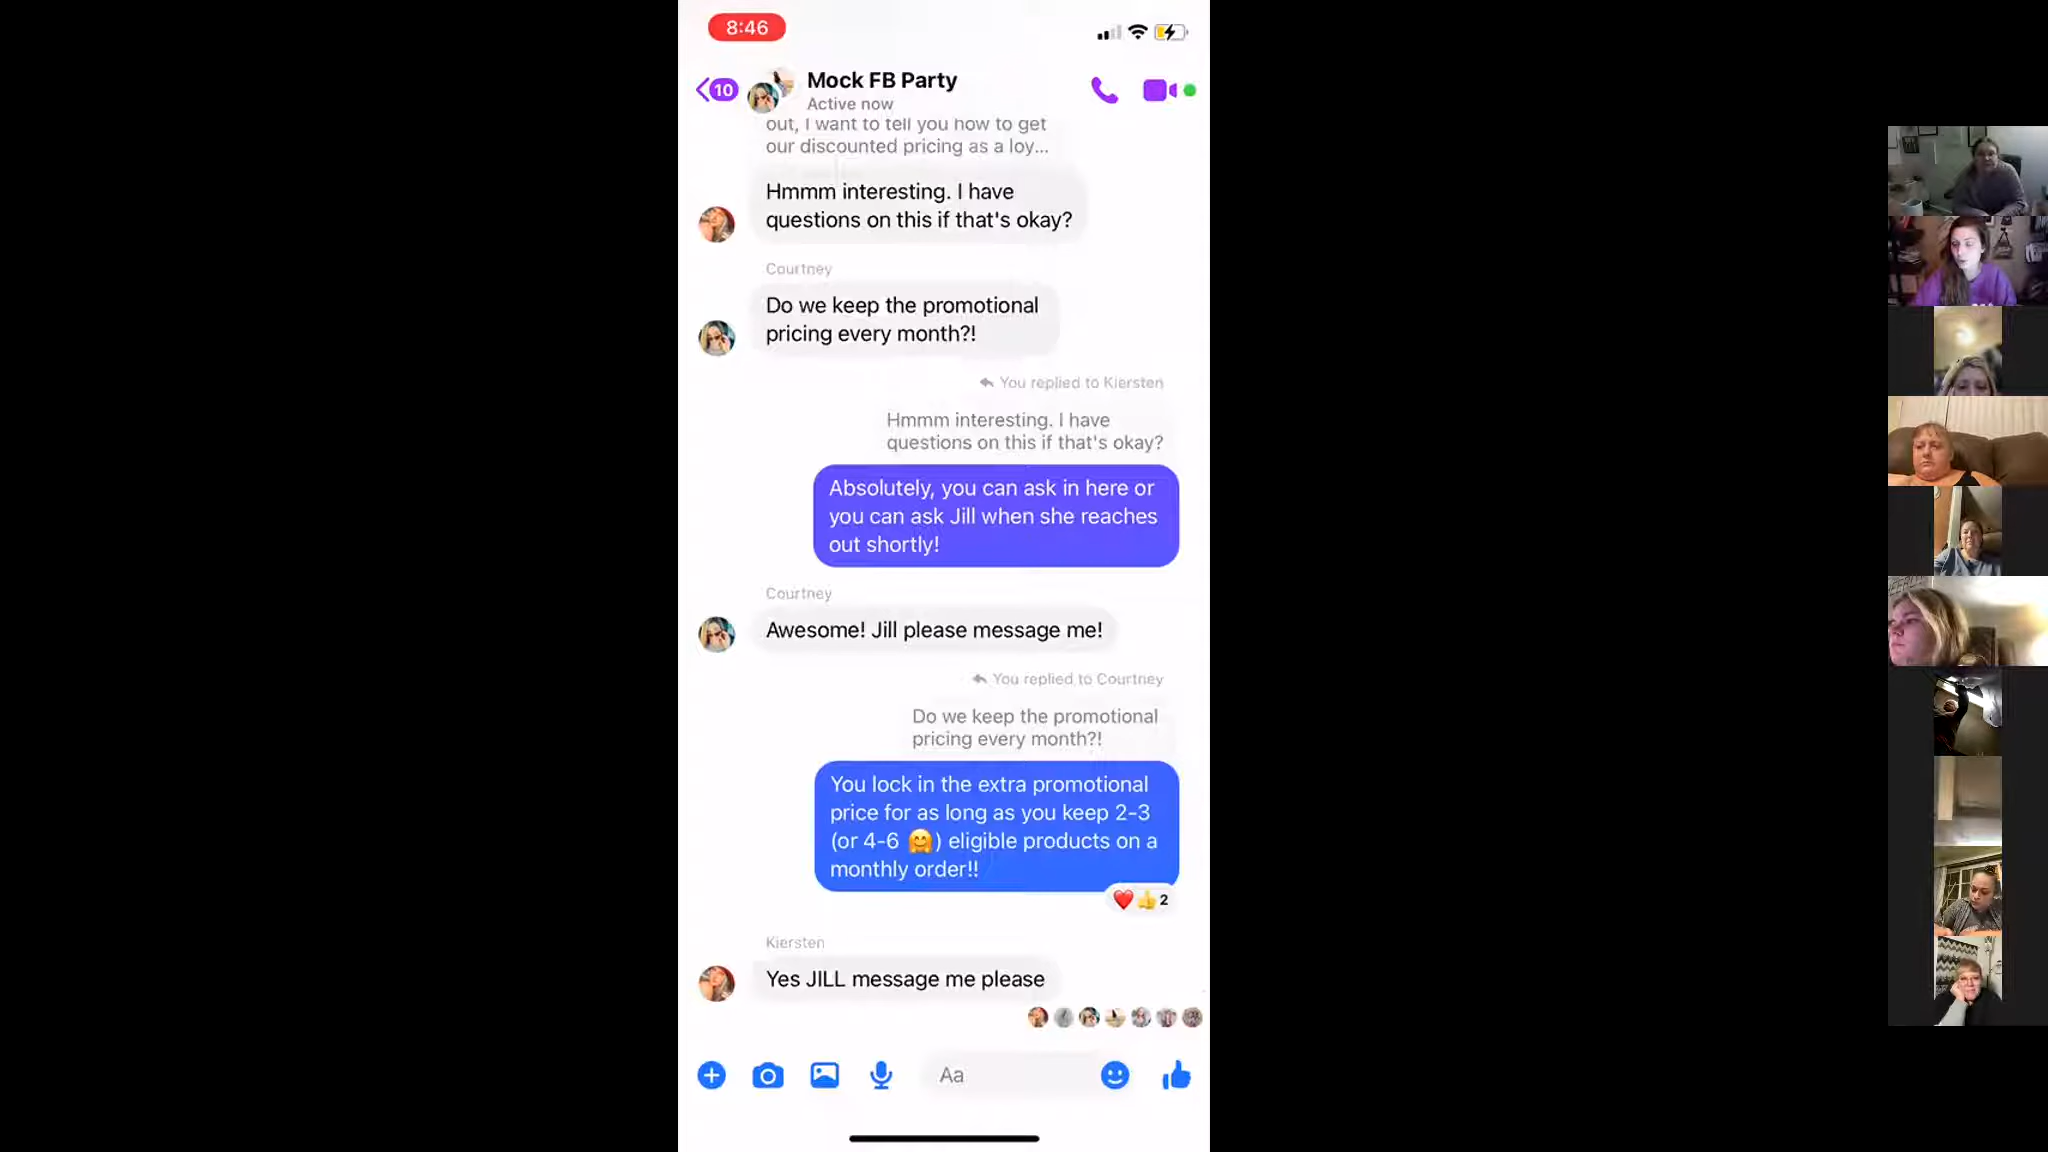 8:46
10
Mock FB Party
Active now
out, I want to tell you how to get
our discounted pricing as a loy...
Hmmm interesting. I have
questions on this if that's okay?
Courtney
Do we keep the promotional
pricing every month?!
You replied to Kiersten
Hmmm interesting. I have
questions on this if that's okay?
Absolutely, you can ask in here or
you can ask Jill when she reaches
out shortly!
Courtney
Awesome! Jill please message me!
You replied to Courtney
Do we keep the promotional
pricing every month?!
You lock in the extra promotional
price for as long as you keep 2-3
(or 4-6 🤗) eligible products on a
monthly order!!
❤️👍 2
Kiersten
Yes JILL message me please
Aa